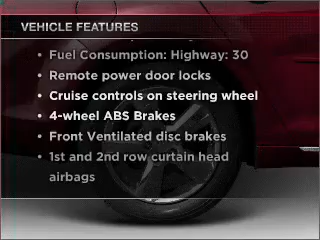 VEHICLE FEATURES
• Fuel Consumption: Highway: 30
• Remote power door locks
• Cruise controls on steering wheel
• 4-wheel ABS Brakes
• Front Ventilated disc brakes
• 1st and 2nd row curtain head
airbags